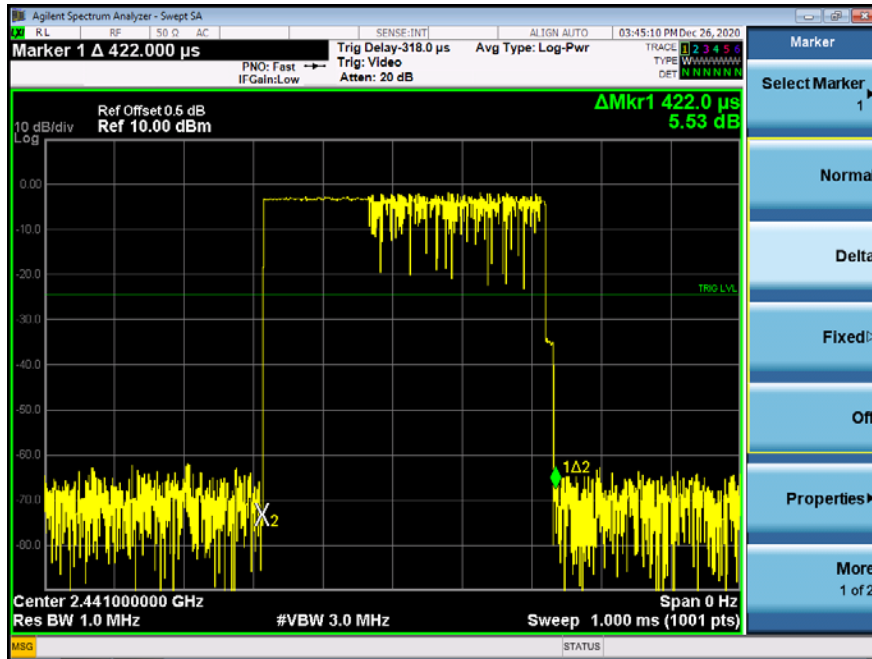 Agilent Spectrum Analyzer - Swept SA
LXI RL RF 50 Ω AC SENSE:INT ALIGN AUTO 03:45:10 PM Dec 26, 2020
Marker 1 Δ 422.000 µs
PNO: Fast
IFGain:Low
Trig Delay-318.0 µs
Trig: Video
Atten: 20 dB
Avg Type: Log-Pwr
TRACE 1 2 3 4 5 6
TYPE WWWWWW
DET N N N N N N
ΔMkr1 422.0 µs
5.53 dB
Ref Offset 0.6 dB
10 dB/div Ref 10.00 dBm
Log
0.00
-10.0
-20.0
TRIG LVL
-30.0
-40.0
-50.0
-60.0
1Δ2
-70.0
X2
-80.0
Center 2.441000000 GHz Span 0 Hz
Res BW 1.0 MHz #VBW 3.0 MHz Sweep 1.000 ms (1001 pts)
MSG STATUS
Marker
Select Marker
1
Normal
Delta
Fixed
Off
Properties
More
1 of 2